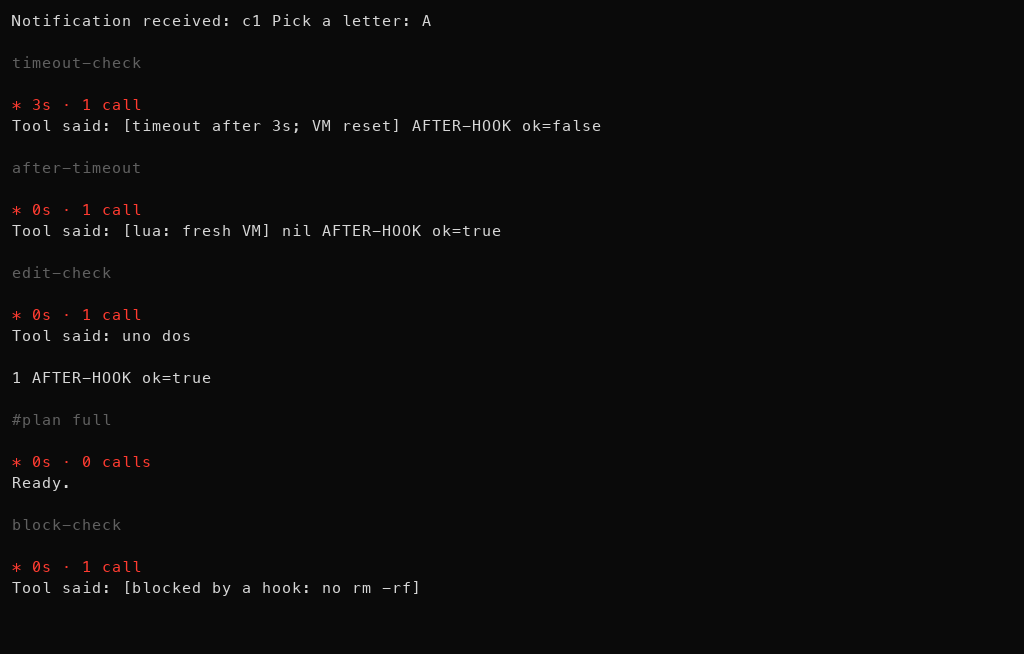 Notification received: c1 Pick a letter: A
timeout-check
* 3s · 1 call
Tool said: [timeout after 3s; VM reset] AFTER-HOOK ok=false
after-timeout
* 0s · 1 call
Tool said: [lua: fresh VM] nil AFTER-HOOK ok=true
edit-check
* 0s · 1 call
Tool said: uno dos
1 AFTER-HOOK ok=true
#plan full
* 0s · 0 calls
Ready.
block-check
* 0s · 1 call
Tool said: [blocked by a hook: no rm -rf]